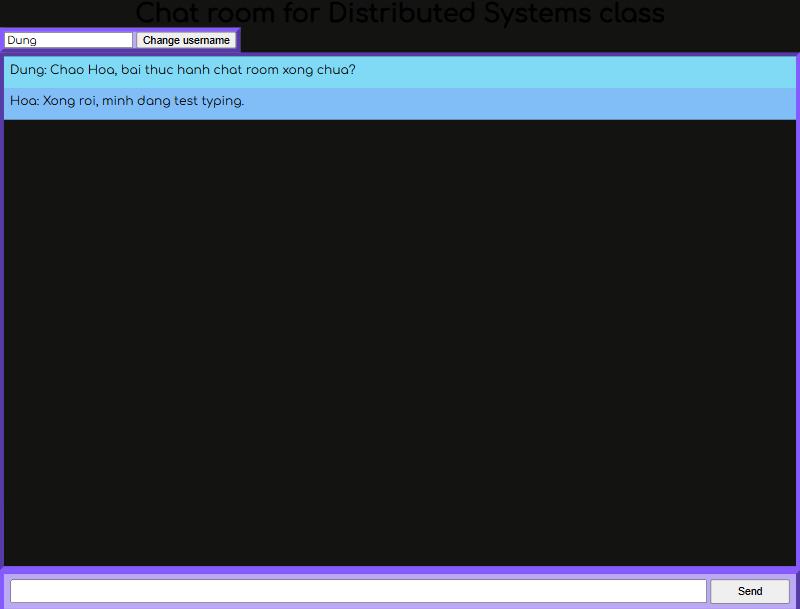 Chat room for Distributed Systems class
Dung Change username
Dung: Chao Hoa, bai thuc hanh chat room xong chua?
Hoa: Xong roi, minh dang test typing.
Send